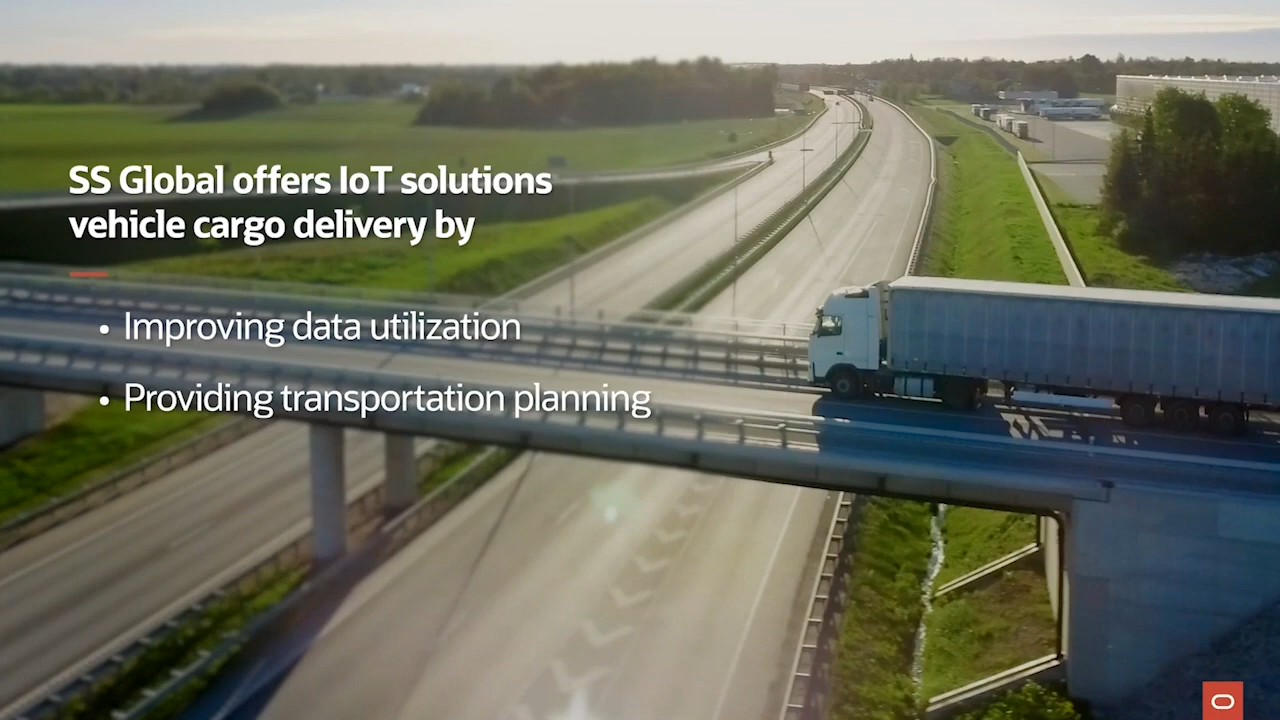 SS Global offers IoT solutions
vehicle cargo delivery by
• Improving data utilization
• Providing transportation planning